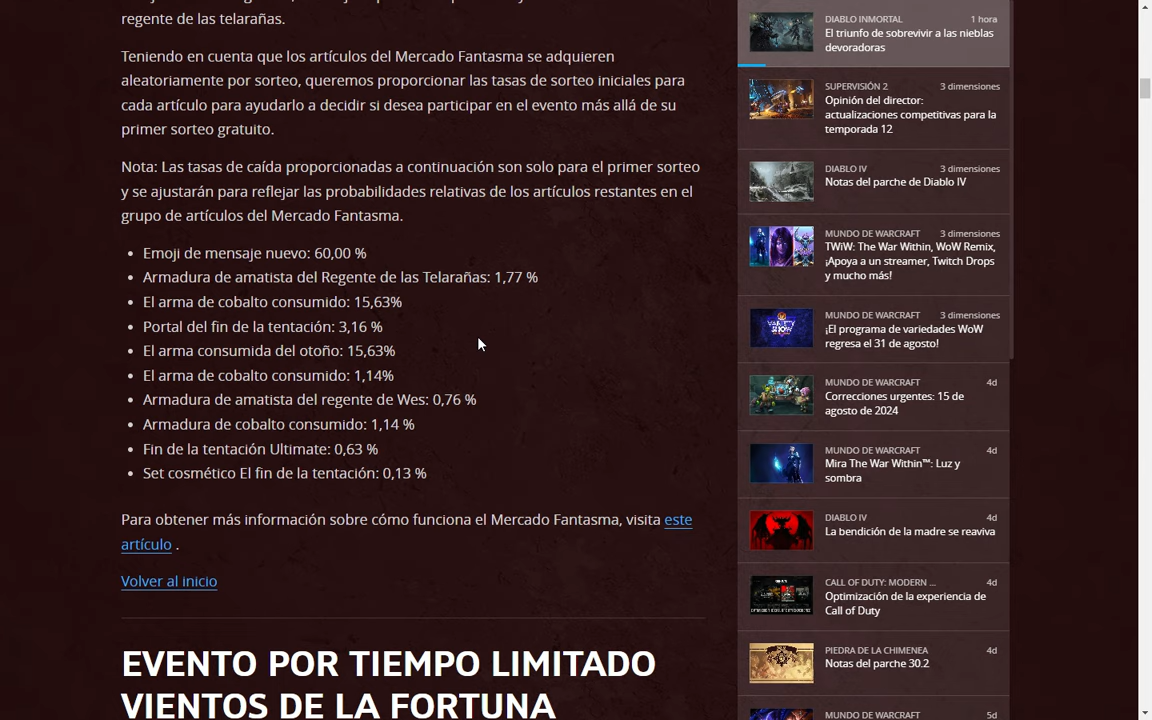 regente de las telarañas.
Teniendo en cuenta que los artículos del Mercado Fantasma se adquieren
aleatoriamente por sorteo, queremos proporcionar las tasas de sorteo iniciales para
cada artículo para ayudarlo a decidir si desea participar en el evento más allá de su
primer sorteo gratuito.
Nota: Las tasas de caída proporcionadas a continuación son solo para el primer sorteo
y se ajustarán para reflejar las probabilidades relativas de los artículos restantes en el
grupo de artículos del Mercado Fantasma.
• Emoji de mensaje nuevo: 60,00 %
• Armadura de amatista del Regente de las Telarañas: 1,77 %
• El arma de cobalto consumido: 15,63%
• Portal del fin de la tentación: 3,16 %
• El arma consumida del otoño: 15,63%
• El arma de cobalto consumido: 1,14%
• Armadura de amatista del regente de Wes: 0,76 %
• Armadura de cobalto consumido: 1,14 %
• Fin de la tentación Ultimate: 0,63 %
• Set cosmético El fin de la tentación: 0,13 %
Para obtener más información sobre cómo funciona el Mercado Fantasma, visita este
artículo .
Volver al inicio
EVENTO POR TIEMPO LIMITADO
VIENTOS DE LA FORTUNA
DIABLO INMORTAL 1 hora
El triunfo de sobrevivir a las nieblas
devoradoras
SUPERVISIÓN 2 3 dimensiones
Opinión del director:
actualizaciones competitivas para la
temporada 12
DIABLO IV 3 dimensiones
Notas del parche de Diablo IV
MUNDO DE WARCRAFT 3 dimensiones
TWiW: The War Within, WoW Remix,
¡Apoya a un streamer, Twitch Drops
y mucho más!
MUNDO DE WARCRAFT 3 dimensiones
¡El programa de variedades WoW
regresa el 31 de agosto!
MUNDO DE WARCRAFT 4d
Correcciones urgentes: 15 de
agosto de 2024
MUNDO DE WARCRAFT 4d
Mira The War Within™: Luz y
sombra
DIABLO IV 4d
La bendición de la madre se reaviva
CALL OF DUTY: MODERN ... 4d
Optimización de la experiencia de
Call of Duty
PIEDRA DE LA CHIMENEA 4d
Notas del parche 30.2
MUNDO DE WARCRAFT 5d